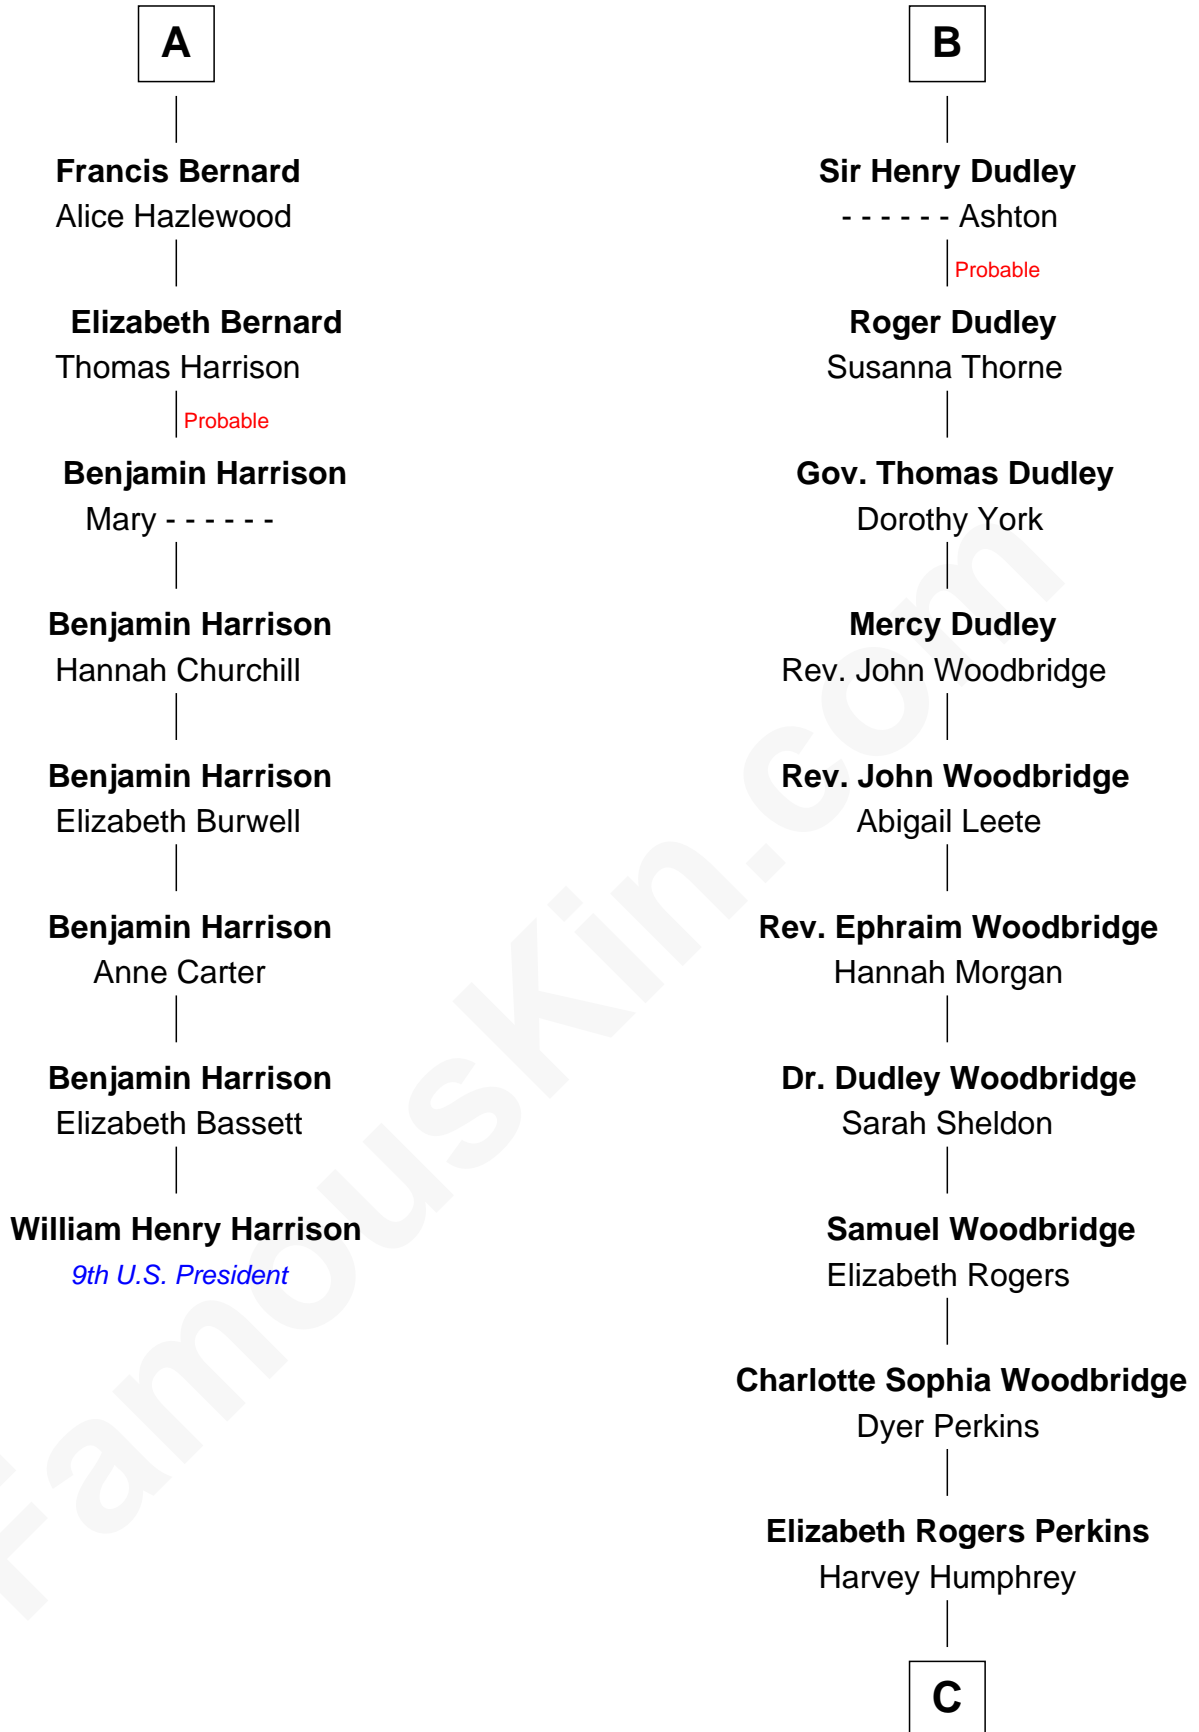 A
Francis Bernard
Alice Hazlewood
Elizabeth Bernard
Thomas Harrison
Probable
Benjamin Harrison
Mary - - - - - -
Benjamin Harrison
Hannah Churchill
Benjamin Harrison
Elizabeth Burwell
Benjamin Harrison
Anne Carter
Benjamin Harrison
Elizabeth Bassett
William Henry Harrison
9th U.S. President
B
Sir Henry Dudley
- - - - - - Ashton
Probable
Roger Dudley
Susanna Thorne
Gov. Thomas Dudley
Dorothy York
Mercy Dudley
Rev. John Woodbridge
Rev. John Woodbridge
Abigail Leete
Rev. Ephraim Woodbridge
Hannah Morgan
Dr. Dudley Woodbridge
Sarah Sheldon
Samuel Woodbridge
Elizabeth Rogers
Charlotte Sophia Woodbridge
Dyer Perkins
Elizabeth Rogers Perkins
Harvey Humphrey
C
FamousKin.com